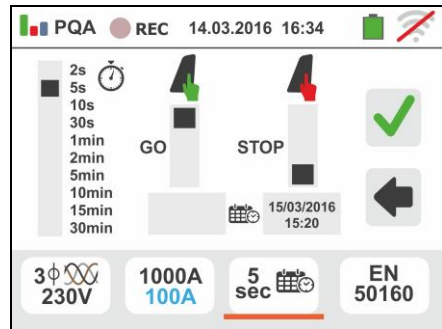 PQA REC 14.03.2016 16:34
2s
5s
10s
30s
1min
2min
5min
10min
15min
30min
GO
STOP
15/03/2016
15:20
3ϕ
230V
1000A
100A
5
sec
EN
50160